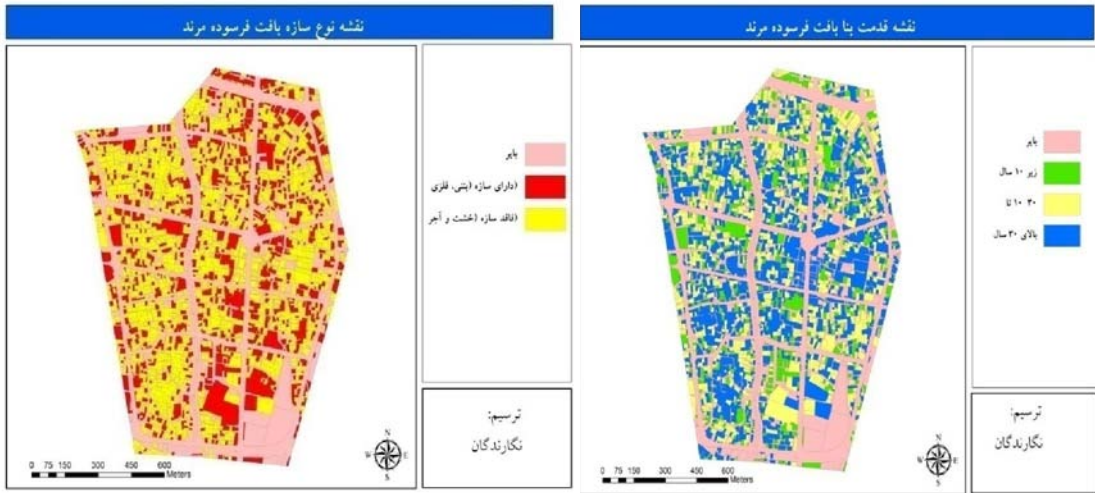 نقشه نوع سازه بافت فرسوده مرند
بایر
(دارای سازه (بتنی، فلزی
(فاقد سازه (خشت و آجر
ترسیم:
نگارندگان
N
W E
S
0 75 150 300 450 600
Meters
نقشه قدمت بنا بافت فرسوده مرند
بایر
زیر ۱۰ سال
۳۰-۱۰ تا
بالای ۳۰ سال
ترسیم:
نگارندگان
N
W E
S
0 75 150 300 450 600
Meters